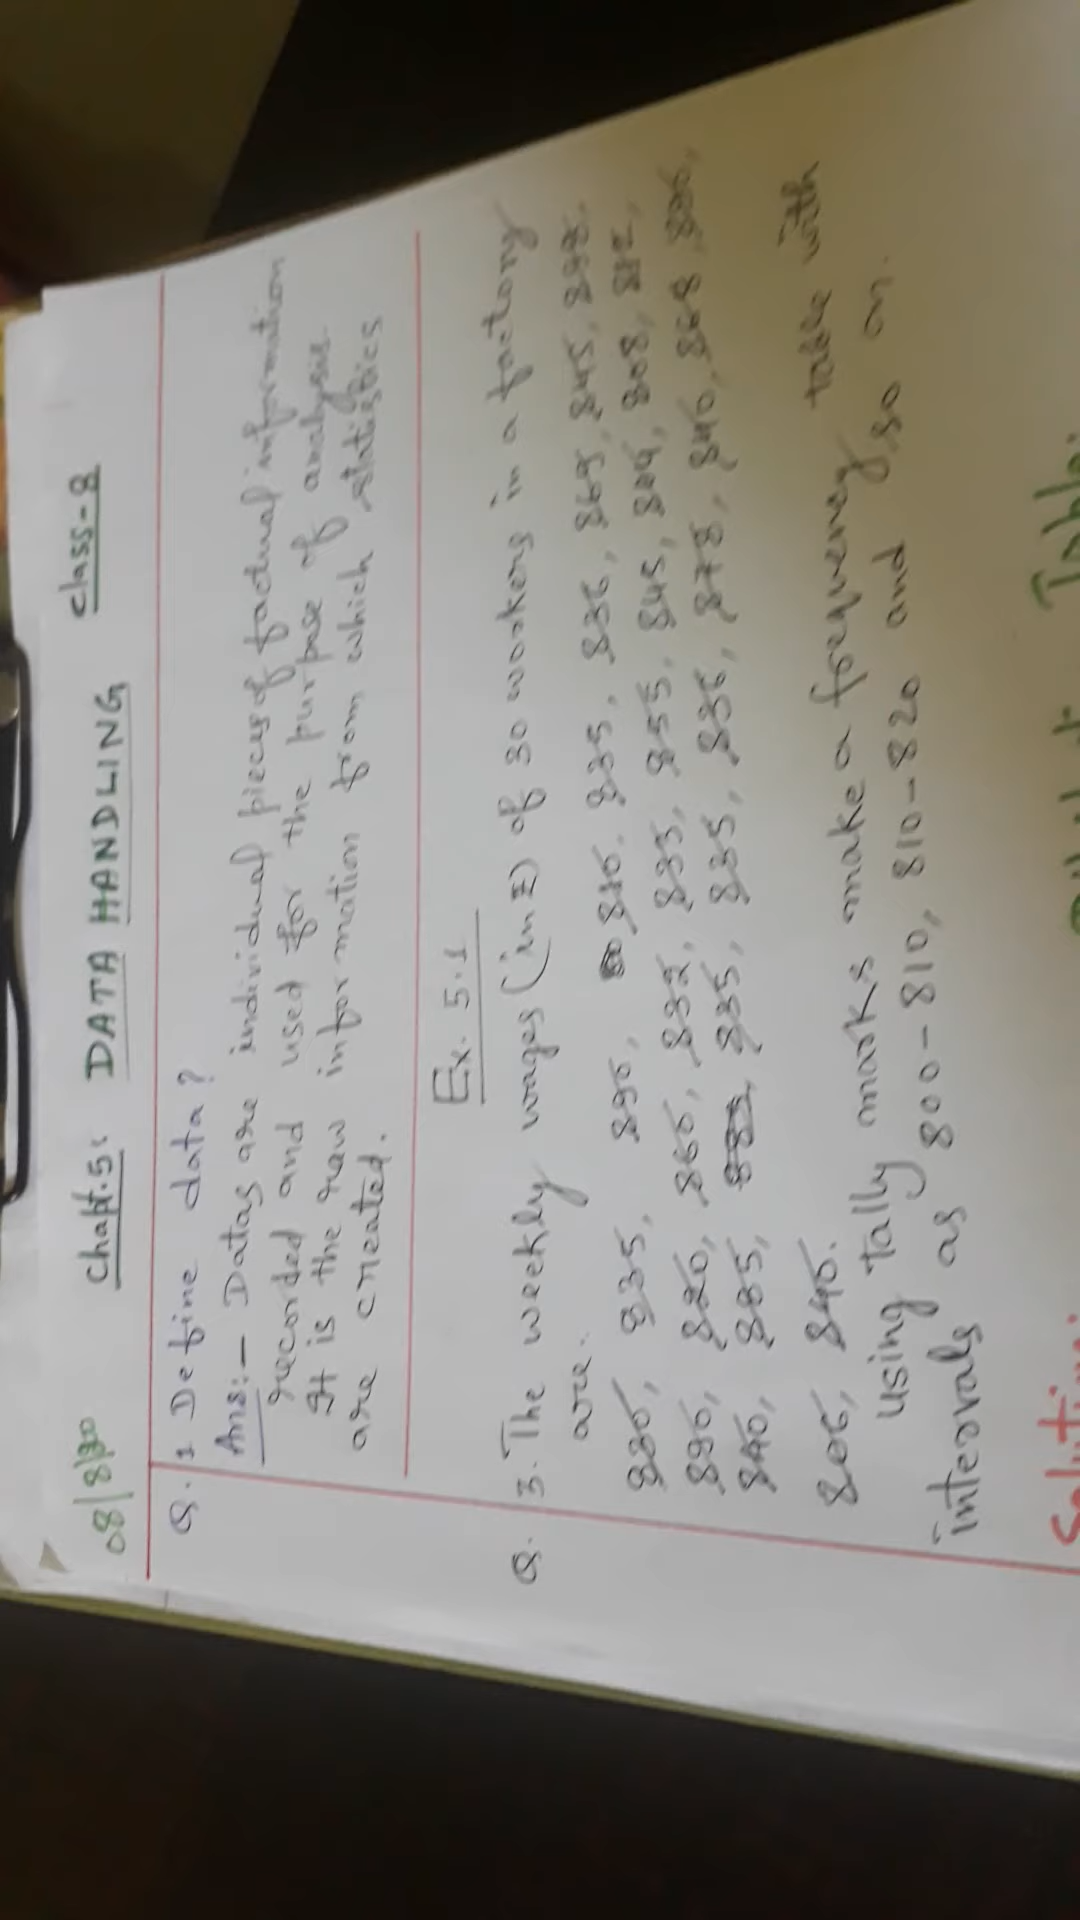 08/8/20 Chapt.5: DATA HANDLING class-8
Q.1 Define data?
Ans:- Datas are individual pieces of factual information
recorded and used for the purpose of analysis.
It is the raw information from which statistics
are created.
Ex. 5.1
Q. 3. The weekly wages (in ₹) of 30 workers in a factory
are.
830, 835, 890, 810. 835, 836, 869, 845, 898.
890, 820, 860, 832, 833, 855, 845, 804, 808, 812,
840, 885, 835, 835, 836, 878, 840, 868, 890,
806, 840.
using tally marks make a frequency table with
intervals as 800-810, 810-820 and so on.